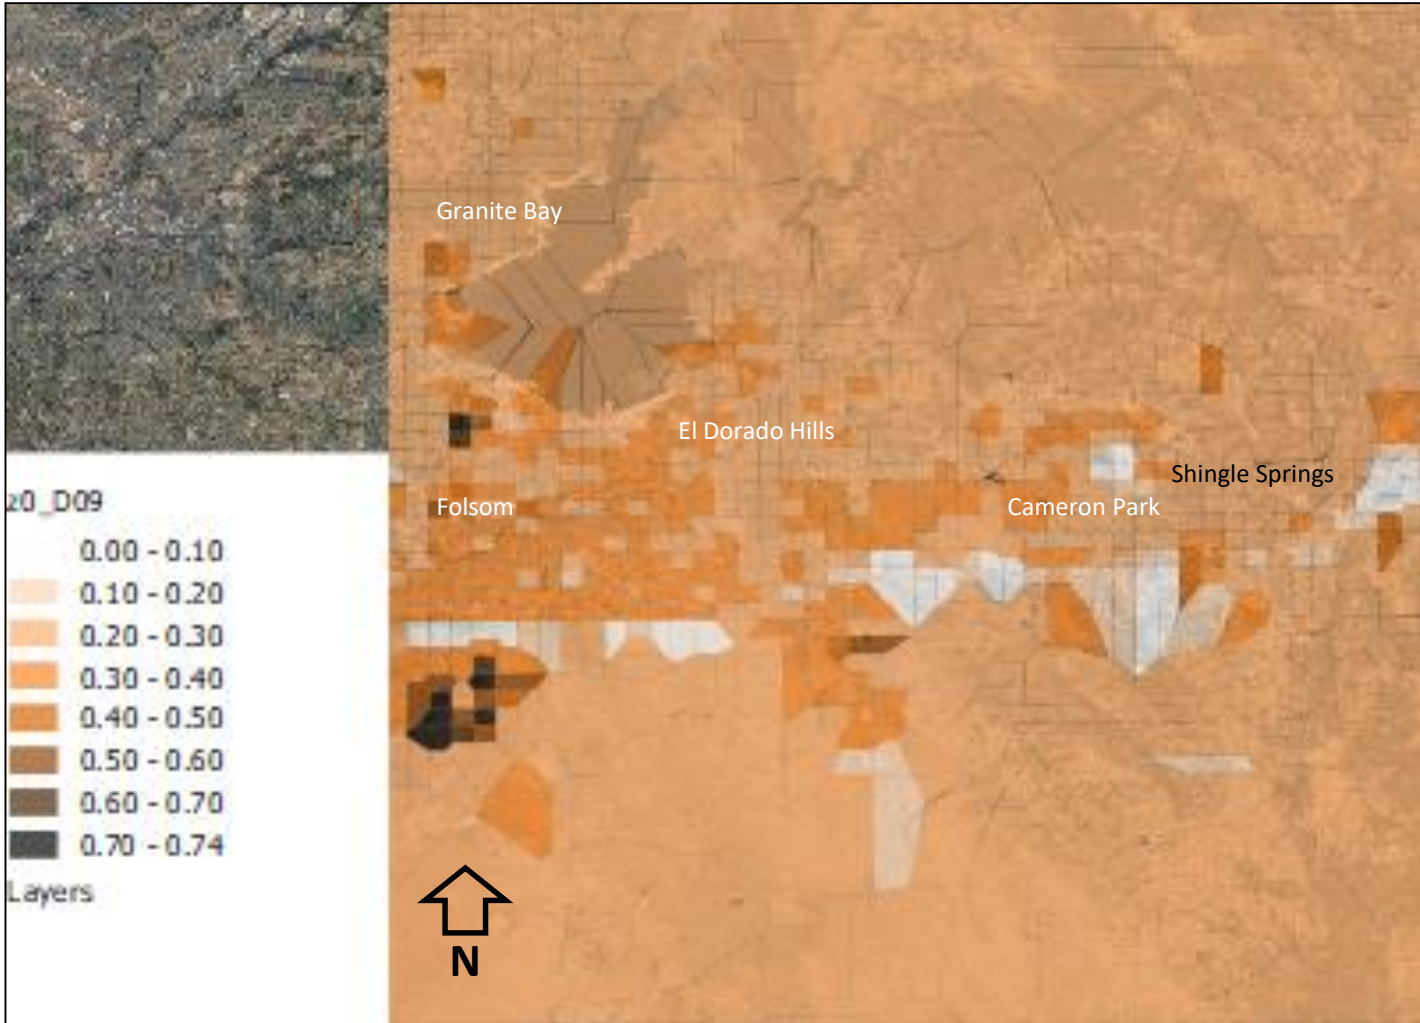 Granite Bay
El Dorado Hills
Shingle Springs
Folsom
Cameron Park
z0_D09
0.00 - 0.10
0.10 - 0.20
0.20 - 0.30
0.30 - 0.40
0.40 - 0.50
0.50 - 0.60
0.60 - 0.70
0.70 - 0.74
Layers
N